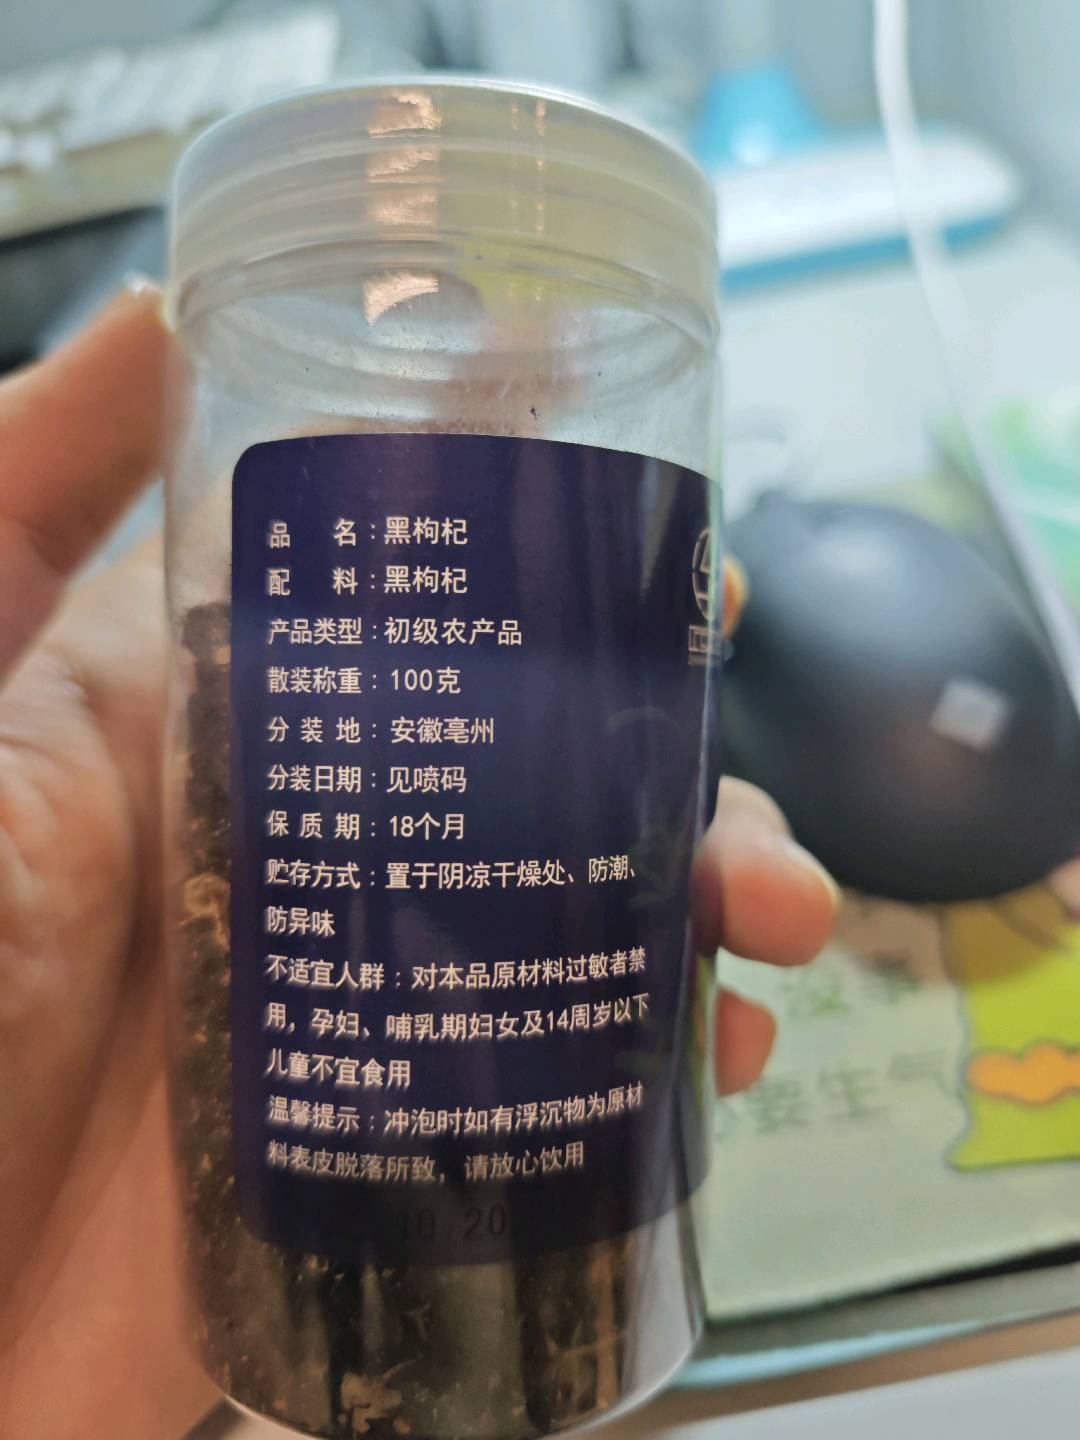 品 名：黑枸杞
配 料：黑枸杞
产品类型：初级农产品
散装称重：100克
分 装 地：安徽亳州
分装日期：见喷码
保 质 期：18个月
贮存方式：置于阴凉干燥处、防潮、
防异味
不适宜人群：对本品原材料过敏者禁
用，孕妇、哺乳期妇女及14周岁以下
儿童不宜食用
温馨提示：冲泡时如有浮沉物为原材
料表皮脱落所致，请放心饮用
10.20
要生气